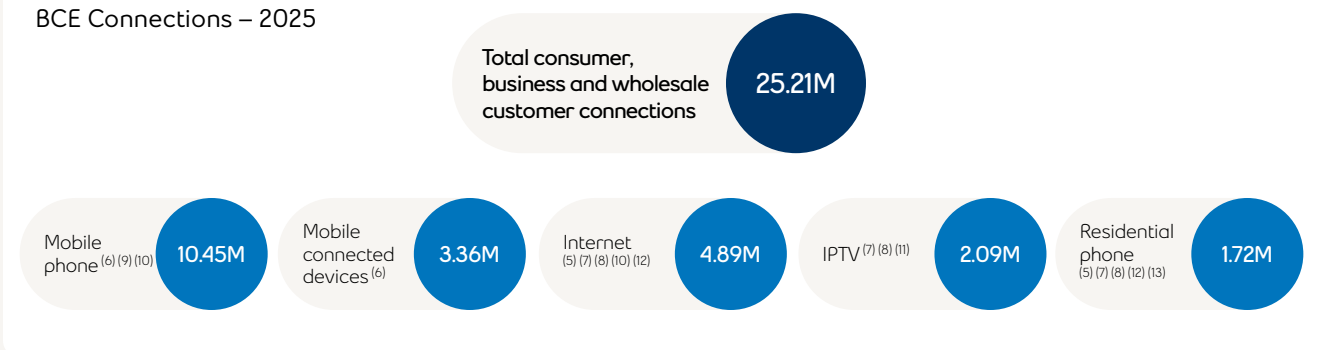 BCE Connections – 2025
Total consumer,
business and wholesale
customer connections
25.21M
Mobile
phone (6) (9) (10)
10.45M
Mobile
connected
devices (6)
3.36M
Internet
(5) (7) (8) (10) (12)
4.89M
IPTV (7) (8) (11)
2.09M
Residential
phone
(5) (7) (8) (12) (13)
1.72M